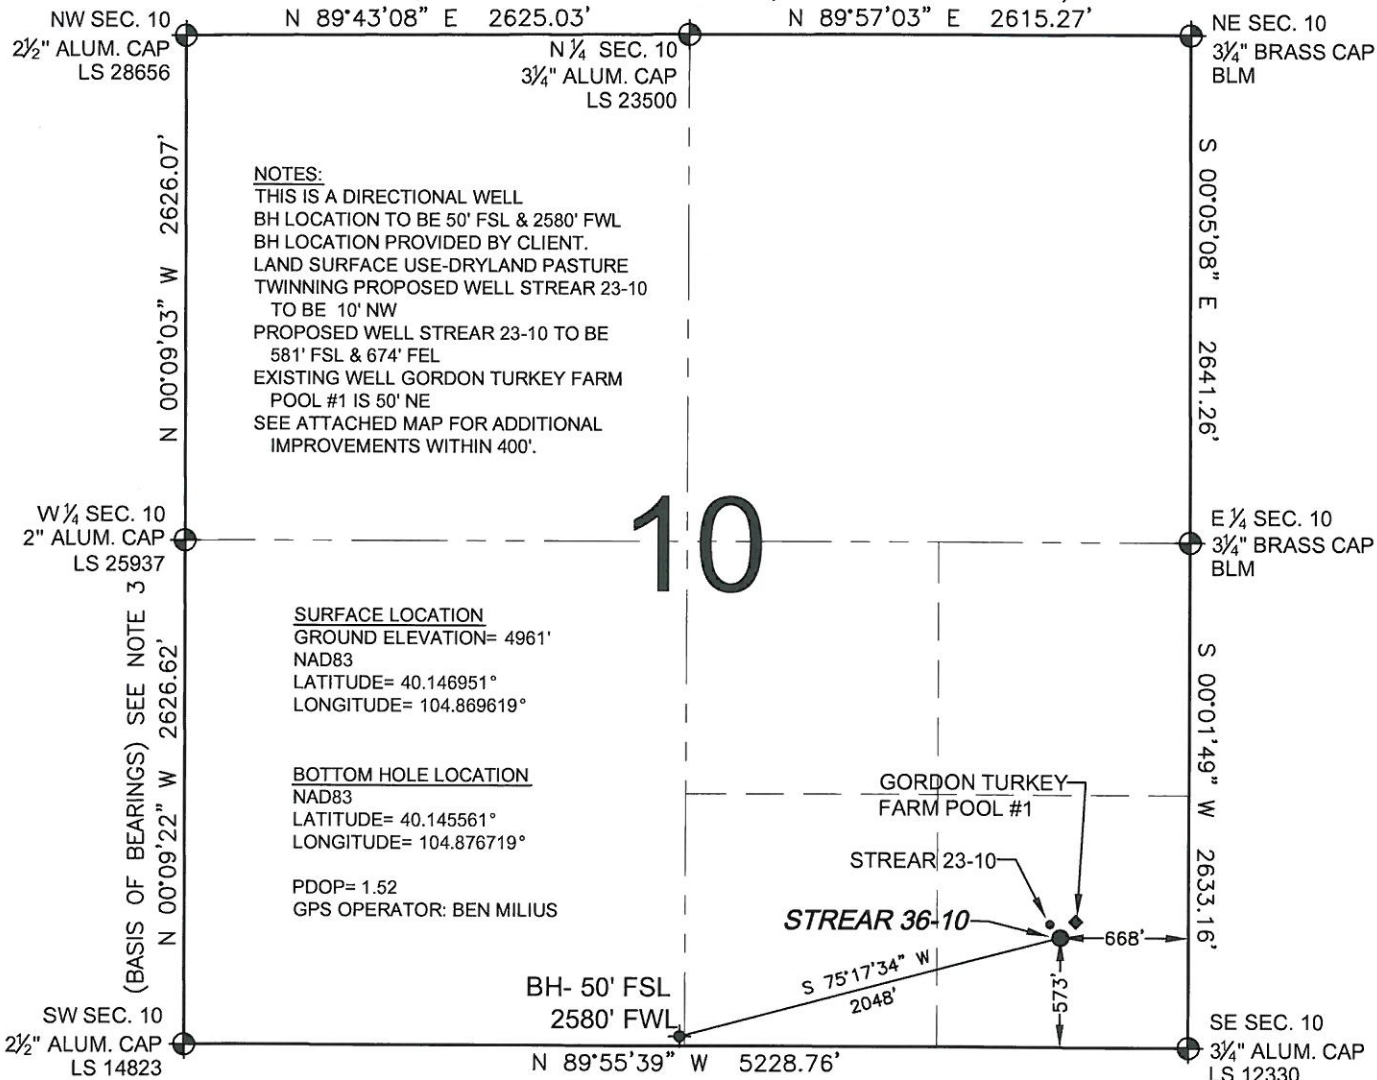 N 89°43'08" E 2625.03'
N 89°57'03" E 2615.27'
NW SEC. 10
2½" ALUM. CAP
LS 28656
N ¼ SEC. 10
3¼" ALUM. CAP
LS 23500
NE SEC. 10
3¼" BRASS CAP
BLM
N 00°09'03" W 2626.07'
S 00°05'08" E 2641.26'
NOTES:
THIS IS A DIRECTIONAL WELL
BH LOCATION TO BE 50' FSL & 2580' FWL
BH LOCATION PROVIDED BY CLIENT.
LAND SURFACE USE-DRYLAND PASTURE
TWINNING PROPOSED WELL STREAR 23-10
TO BE 10' NW
PROPOSED WELL STREAR 23-10 TO BE
581' FSL & 674' FEL
EXISTING WELL GORDON TURKEY FARM
POOL #1 IS 50' NE
SEE ATTACHED MAP FOR ADDITIONAL
IMPROVEMENTS WITHIN 400'.
W ¼ SEC. 10
2" ALUM. CAP
LS 25937
10
E ¼ SEC. 10
3¼" BRASS CAP
BLM
(BASIS OF BEARINGS) SEE NOTE 3
N 00°09'22" W 2626.62'
S 00°01'49" W 2633.16'
SURFACE LOCATION
GROUND ELEVATION= 4961'
NAD83
LATITUDE= 40.146951°
LONGITUDE= 104.869619°
BOTTOM HOLE LOCATION
NAD83
LATITUDE= 40.145561°
LONGITUDE= 104.876719°
PDOP= 1.52
GPS OPERATOR: BEN MILIUS
GORDON TURKEY
FARM POOL #1
STREAR 23-10
STREAR 36-10
668'
573'
S 75°17'34" W
2048'
BH- 50' FSL
2580' FWL
SW SEC. 10
2½" ALUM. CAP
LS 14823
N 89°55'39" W 5228.76'
SE SEC. 10
3¼" ALUM. CAP
LS 12330